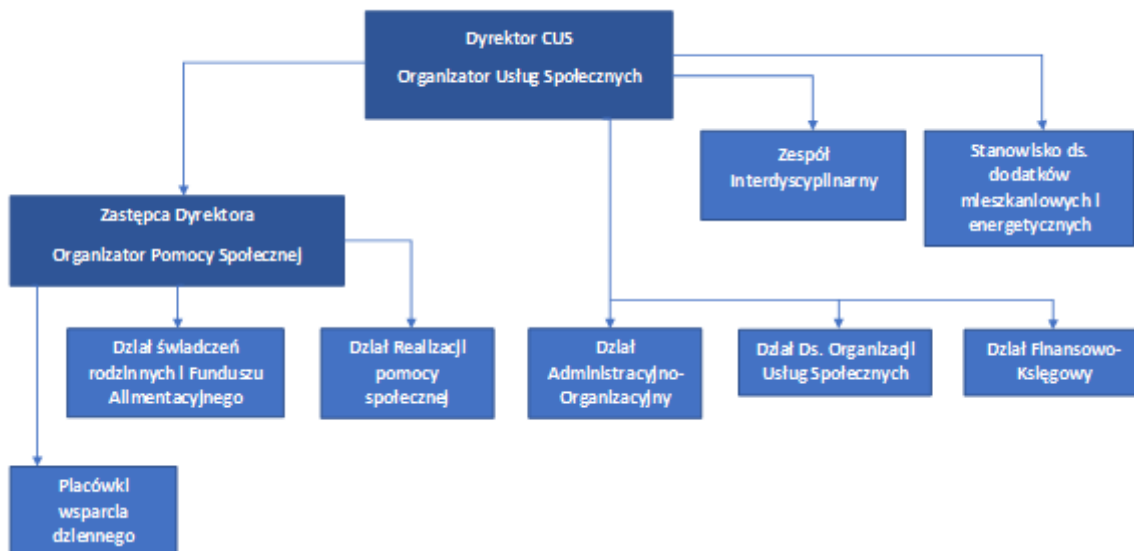 Dyrektor CUS
Organizator Usług Społecznych
Zespół
Interdyscyplinarny
Stanowisko ds.
dodatków
mieszkaniowych i
energetycznych
Zastępca Dyrektora
Organizator Pomocy Społecznej
Dział świadczeń
rodzinnych i Funduszu
Alimentacyjnego
Dział Realizacji
pomocy
społecznej
Dział
Administracyjno-
Organizacyjny
Dział Ds. Organizacji
Usług Społecznych
Dział Finansowo-
Księgowy
Placówki
wsparcia
dziennego